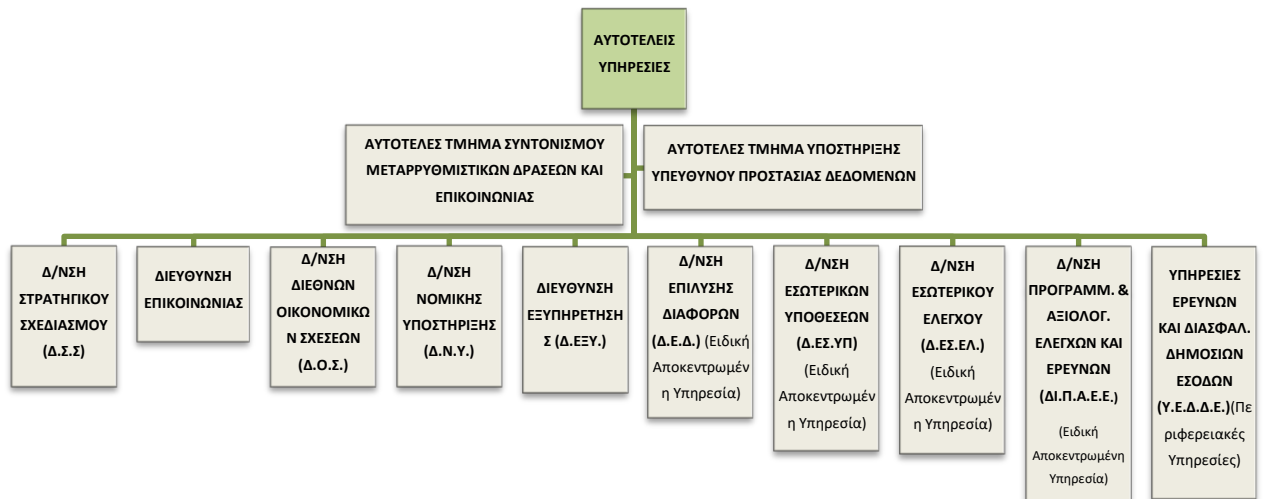 ΑΥΤΟΤΕΛΕΙΣ
ΥΠΗΡΕΣΙΕΣ
ΑΥΤΟΤΕΛΕΣ ΤΜΗΜΑ ΣΥΝΤΟΝΙΣΜΟΥ
ΜΕΤΑΡΡΥΘΜΙΣΤΙΚΩΝ ΔΡΑΣΕΩΝ ΚΑΙ
ΕΠΙΚΟΙΝΩΝΙΑΣ
ΑΥΤΟΤΕΛΕΣ ΤΜΗΜΑ ΥΠΟΣΤΗΡΙΞΗΣ
ΥΠΕΥΘΥΝΟΥ ΠΡΟΣΤΑΣΙΑΣ ΔΕΔΟΜΕΝΩΝ
Δ/ΝΣΗ
ΣΤΡΑΤΗΓΙΚΟΥ
ΣΧΕΔΙΑΣΜΟΥ
(Δ.Σ.Σ)
ΔΙΕΥΘΥΝΣΗ
ΕΠΙΚΟΙΝΩΝΙΑΣ
Δ/ΝΣΗ
ΔΙΕΘΝΩΝ
ΟΙΚΟΝΟΜΙΚΩ
Ν ΣΧΕΣΕΩΝ
(Δ.Ο.Σ.)
Δ/ΝΣΗ
ΝΟΜΙΚΗΣ
ΥΠΟΣΤΗΡΙΞΗΣ
(Δ.Ν.Υ.)
ΔΙΕΥΘΥΝΣΗ
ΕΞΥΠΗΡΕΤΗΣΗ
Σ (Δ.ΕΞΥ.)
Δ/ΝΣΗ
ΕΠΙΛΥΣΗΣ
ΔΙΑΦΟΡΩΝ
(Δ.Ε.Δ.) (Ειδική
Αποκεντρωμέν
η Υπηρεσία)
Δ/ΝΣΗ
ΕΣΩΤΕΡΙΚΩΝ
ΥΠΟΘΕΣΕΩΝ
(Δ.ΕΣ.ΥΠ)
(Ειδική
Αποκεντρωμέν
η Υπηρεσία)
Δ/ΝΣΗ
ΕΣΩΤΕΡΙΚΟΥ
ΕΛΕΓΧΟΥ
(Δ.ΕΣ.ΕΛ.)
(Ειδική
Αποκεντρωμέν
η Υπηρεσία)
Δ/ΝΣΗ
ΠΡΟΓΡΑΜΜ. &
ΑΞΙΟΛΟΓ.
ΕΛΕΓΧΩΝ ΚΑΙ
ΕΡΕΥΝΩΝ
(ΔΙ.Π.Α.Ε.Ε.)
(Ειδική
Αποκεντρωμένη
Υπηρεσία)
ΥΠΗΡΕΣΙΕΣ
ΕΡΕΥΝΩΝ
ΚΑΙ ΔΙΑΣΦΑΛ.
ΔΗΜΟΣΙΩΝ
ΕΣΟΔΩΝ
(Υ.Ε.Δ.Δ.Ε.)(Πε
ριφερειακές
Υπηρεσίες)